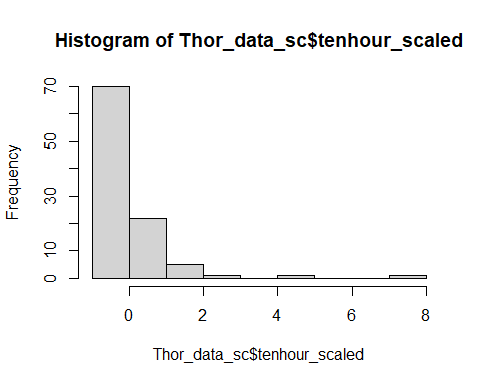 Histogram of Thor_data_sc$tenhour_scaled
Frequency
70
50
30
10
0
0 2 4 6 8
Thor_data_sc$tenhour_scaled